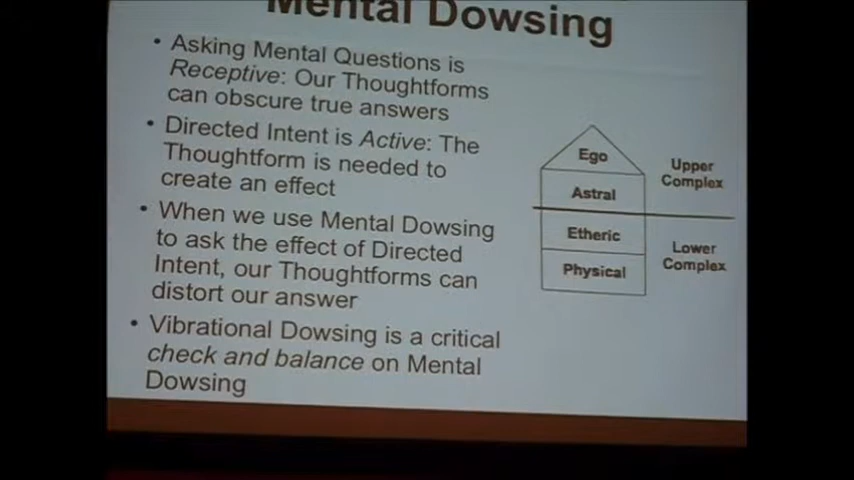 Mental Dowsing
• Asking Mental Questions is
Receptive: Our Thoughtforms
can obscure true answers
• Directed Intent is Active: The
Thoughtform is needed to
create an effect
• When we use Mental Dowsing
to ask the effect of Directed
Intent, our Thoughtforms can
distort our answer
• Vibrational Dowsing is a critical
check and balance on Mental
Dowsing
Ego
Astral
Etheric
Physical
Upper
Complex
Lower
Complex